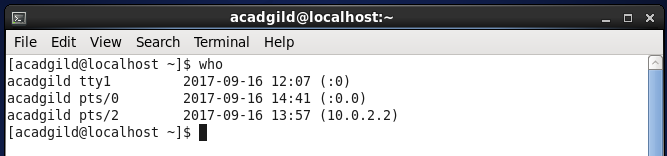 acadgild@localhost:~
File Edit View Search Terminal Help
[acadgild@localhost ~]$ who
acadgild tty1         2017-09-16 12:07 (:0)
acadgild pts/0        2017-09-16 14:41 (:0.0)
acadgild pts/2        2017-09-16 13:57 (10.0.2.2)
[acadgild@localhost ~]$